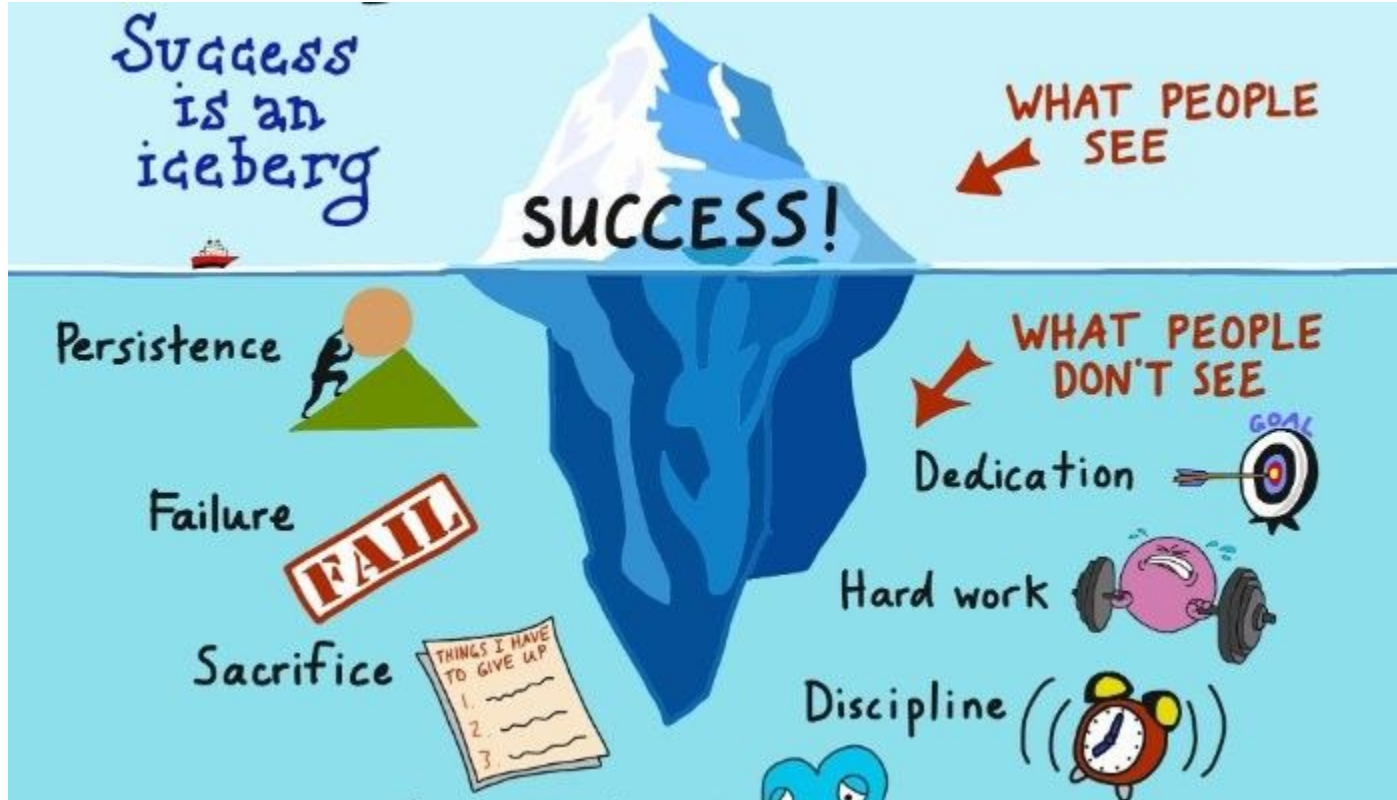 Success
is an
iceberg
SUCCESS!
WHAT PEOPLE
SEE
Persistence
WHAT PEOPLE
DON'T SEE
GOAL
Dedication
Failure
FAIL
Hard work
Sacrifice
THINGS I HAVE
TO GIVE UP
1.
2.
3.
Discipline